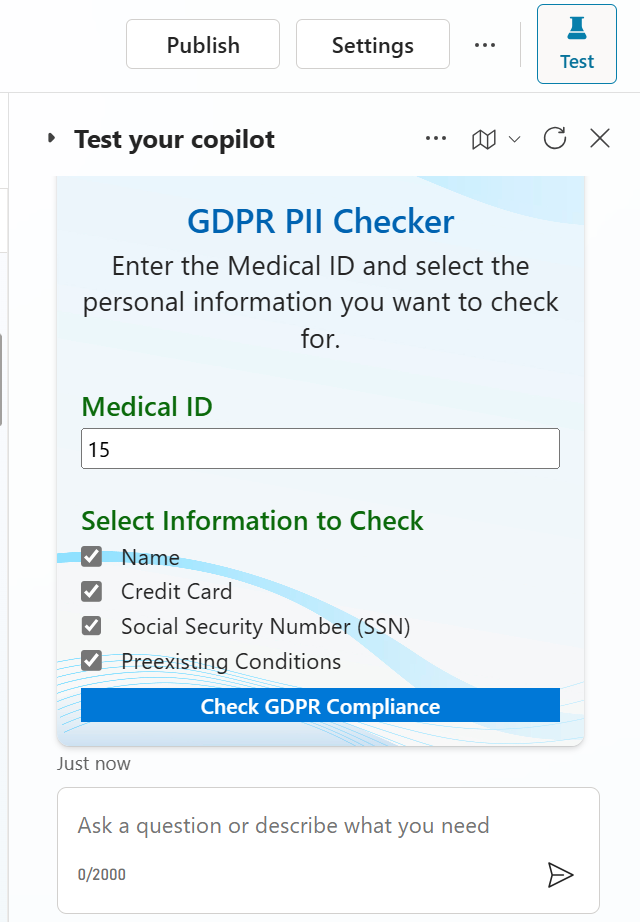 Publish
Settings
Test
Test your copilot
GDPR PII Checker
Enter the Medical ID and select the
personal information you want to check
for.
Medical ID
15
Select Information to Check
Name
Credit Card
Social Security Number (SSN)
Preexisting Conditions
Check GDPR Compliance
Just now
Ask a question or describe what you need
0/2000